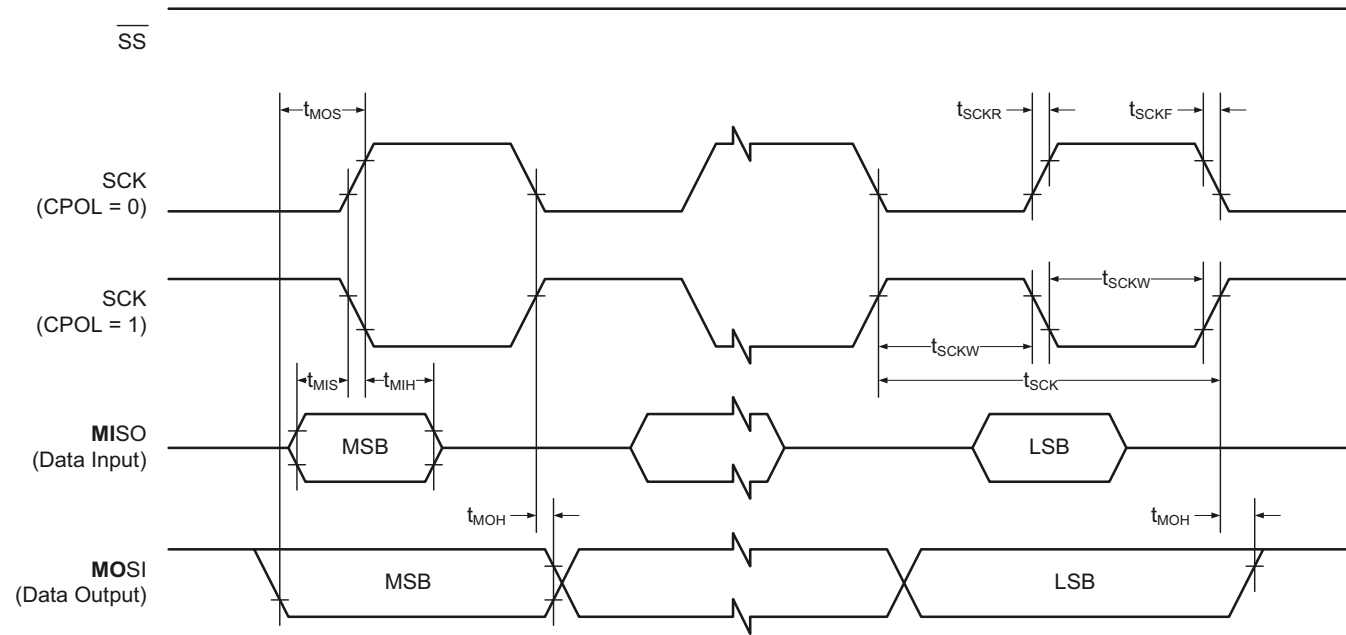 SS
tMOS
tSCKR
tSCKF
SCK
(CPOL = 0)
SCK
(CPOL = 1)
tSCKW
tSCKW
tSCK
tMIS
tMIH
MISO
(Data Input)
MSB
LSB
tMOH
tMOH
MOSI
(Data Output)
MSB
LSB